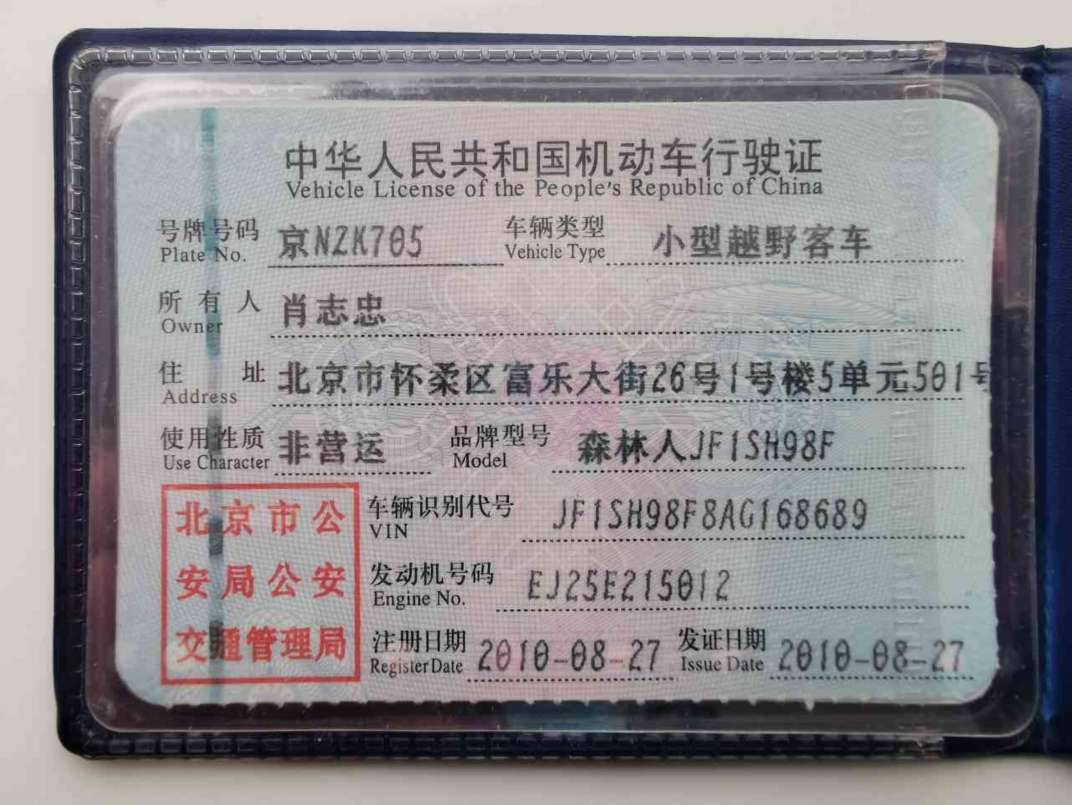 中华人民共和国机动车行驶证
Vehicle License of the People's Republic of China
号牌号码 京NZK705 车辆类型 小型越野客车
Plate No. Vehicle Type
所有人 肖志忠
Owner
住址 北京市怀柔区富乐大街26号1号楼5单元501号
Address
使用性质 非营运 品牌型号 森林人JF1SH98F
Use Character Model
北京市公
安局公安
交通管理局
车辆识别代号 JF1SH98F8AG168689
VIN
发动机号码 EJ25E215012
Engine No.
注册日期 2010-08-27 发证日期 2010-08-27
Register Date Issue Date